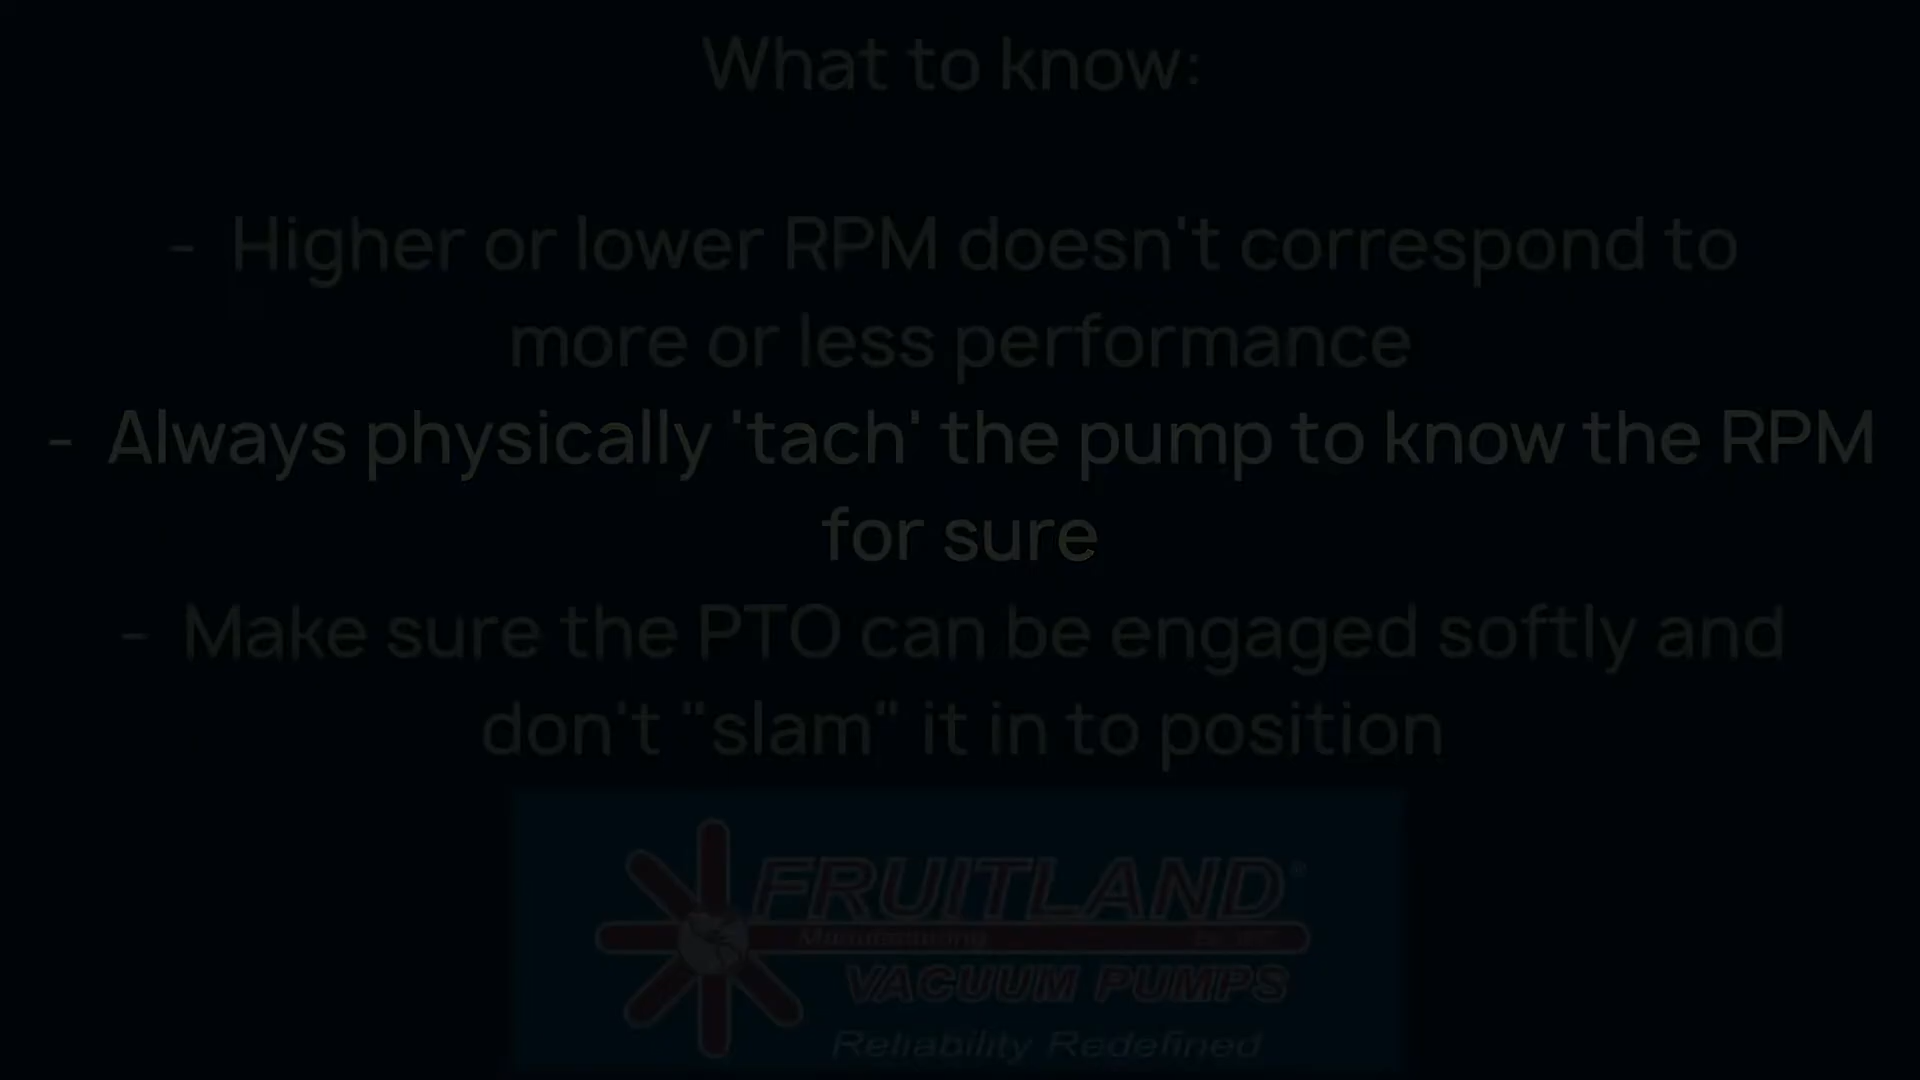 What to know:
- Higher or lower RPM doesn't correspond to
more or less performance
- Always physically 'tach' the pump to know the RPM
for sure
- Make sure the PTO can be engaged softly and
don't "slam" it in to position
FRUITLAND®
Manufacturing
VACUUM PUMPS
Reliability Redefined